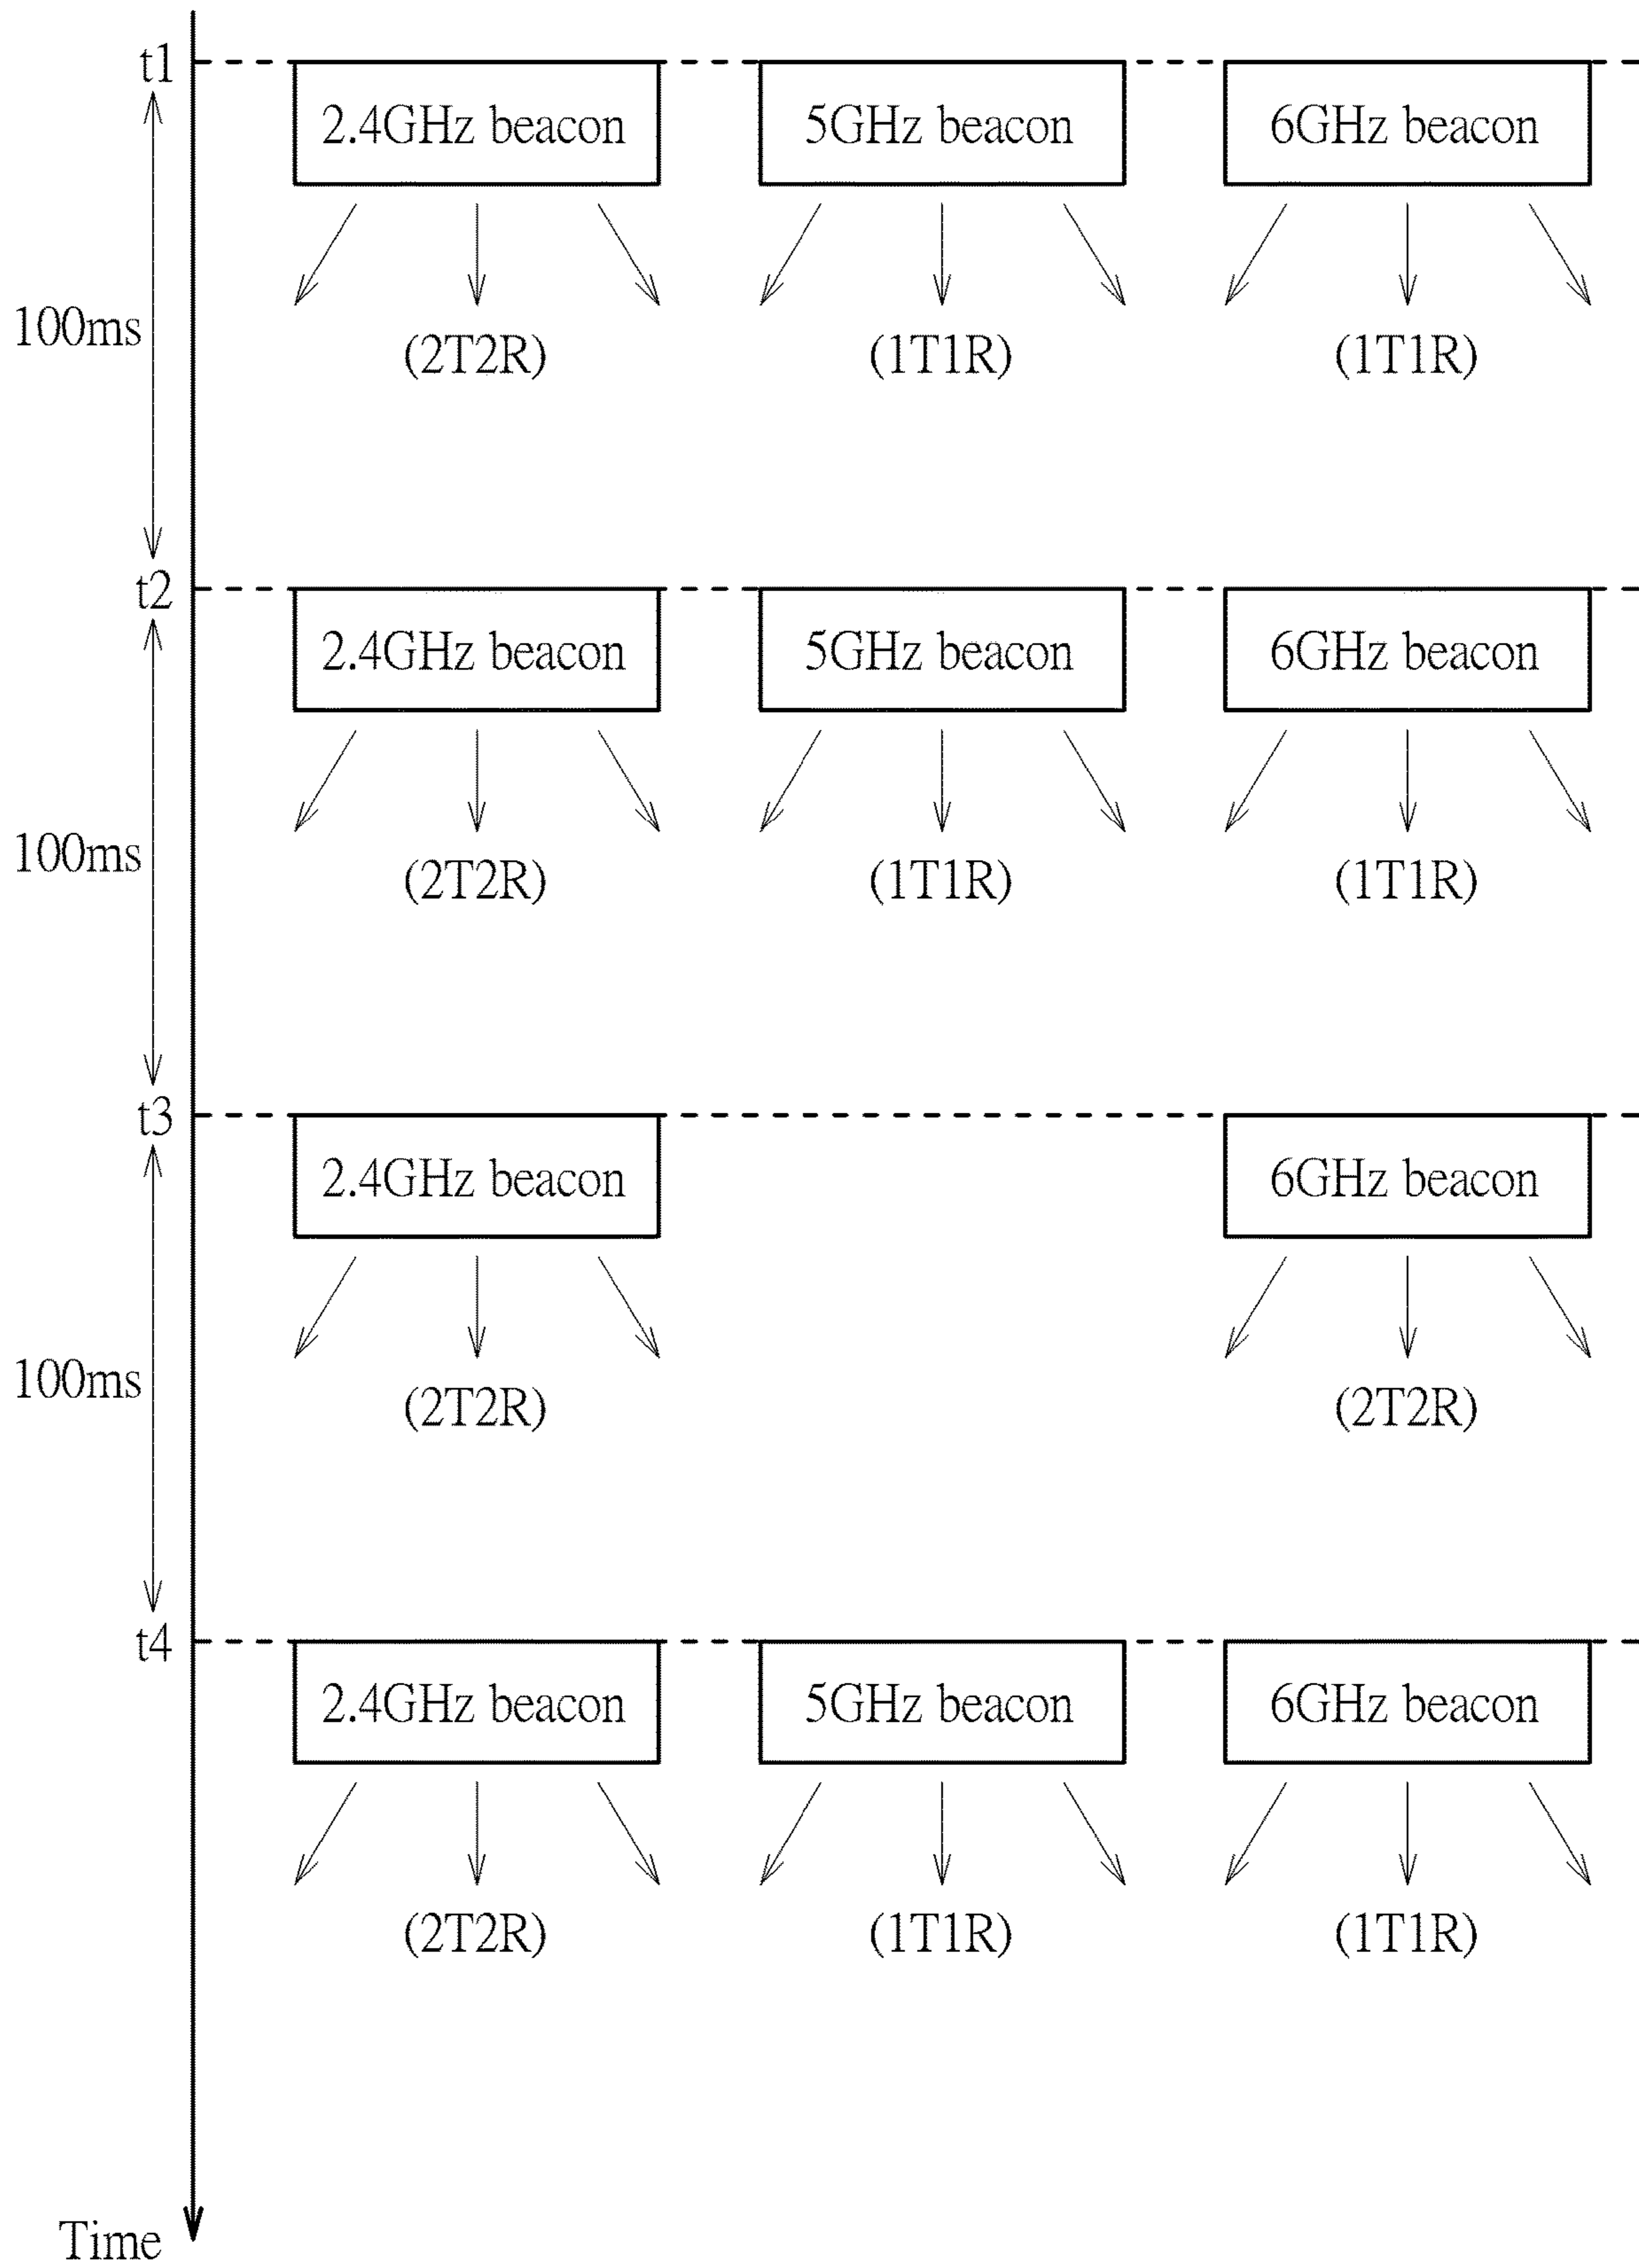 t1
2.4GHz beacon
5GHz beacon
6GHz beacon
100ms
(2T2R)
(1T1R)
(1T1R)
t2
2.4GHz beacon
5GHz beacon
6GHz beacon
100ms
(2T2R)
(1T1R)
(1T1R)
t3
2.4GHz beacon
6GHz beacon
100ms
(2T2R)
(2T2R)
t4
2.4GHz beacon
5GHz beacon
6GHz beacon
(2T2R)
(1T1R)
(1T1R)
Time